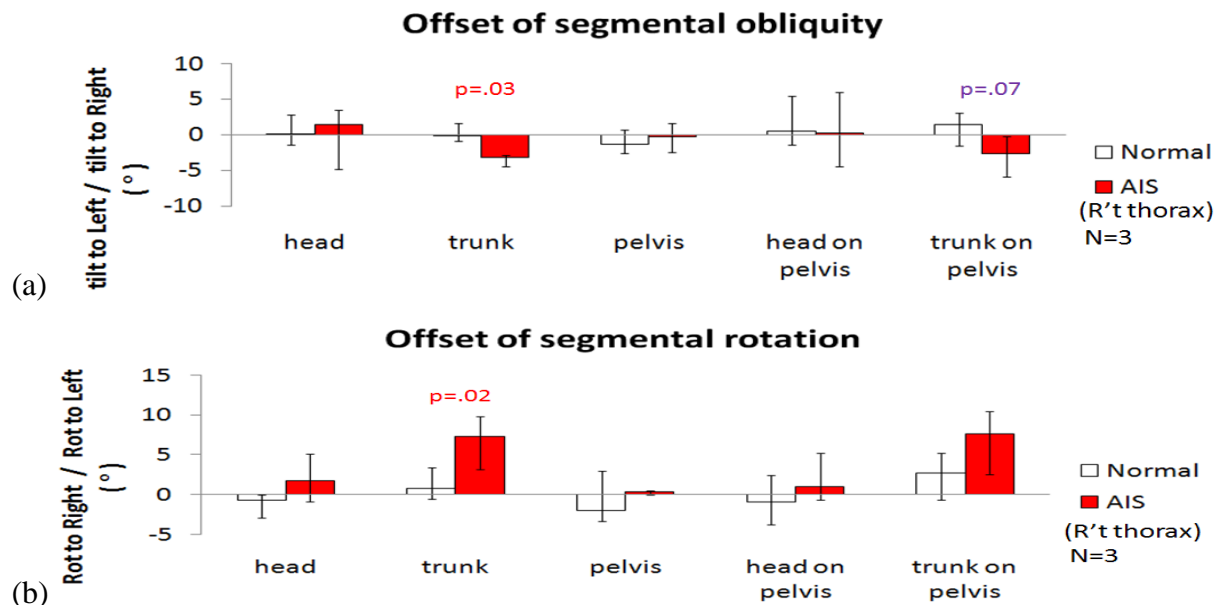 Offset of segmental obliquity
tilt to Left / tilt to Right
( ° )
10
5
0
-5
-10
p=.03
p=.07
head
trunk
pelvis
head on
pelvis
trunk on
pelvis
Normal
AIS
(R't thorax)
N=3
(a)
Offset of segmental rotation
Rot to Right / Rot to Left
( ° )
15
10
5
0
-5
p=.02
head
trunk
pelvis
head on
pelvis
trunk on
pelvis
Normal
AIS
(R't thorax)
N=3
(b)